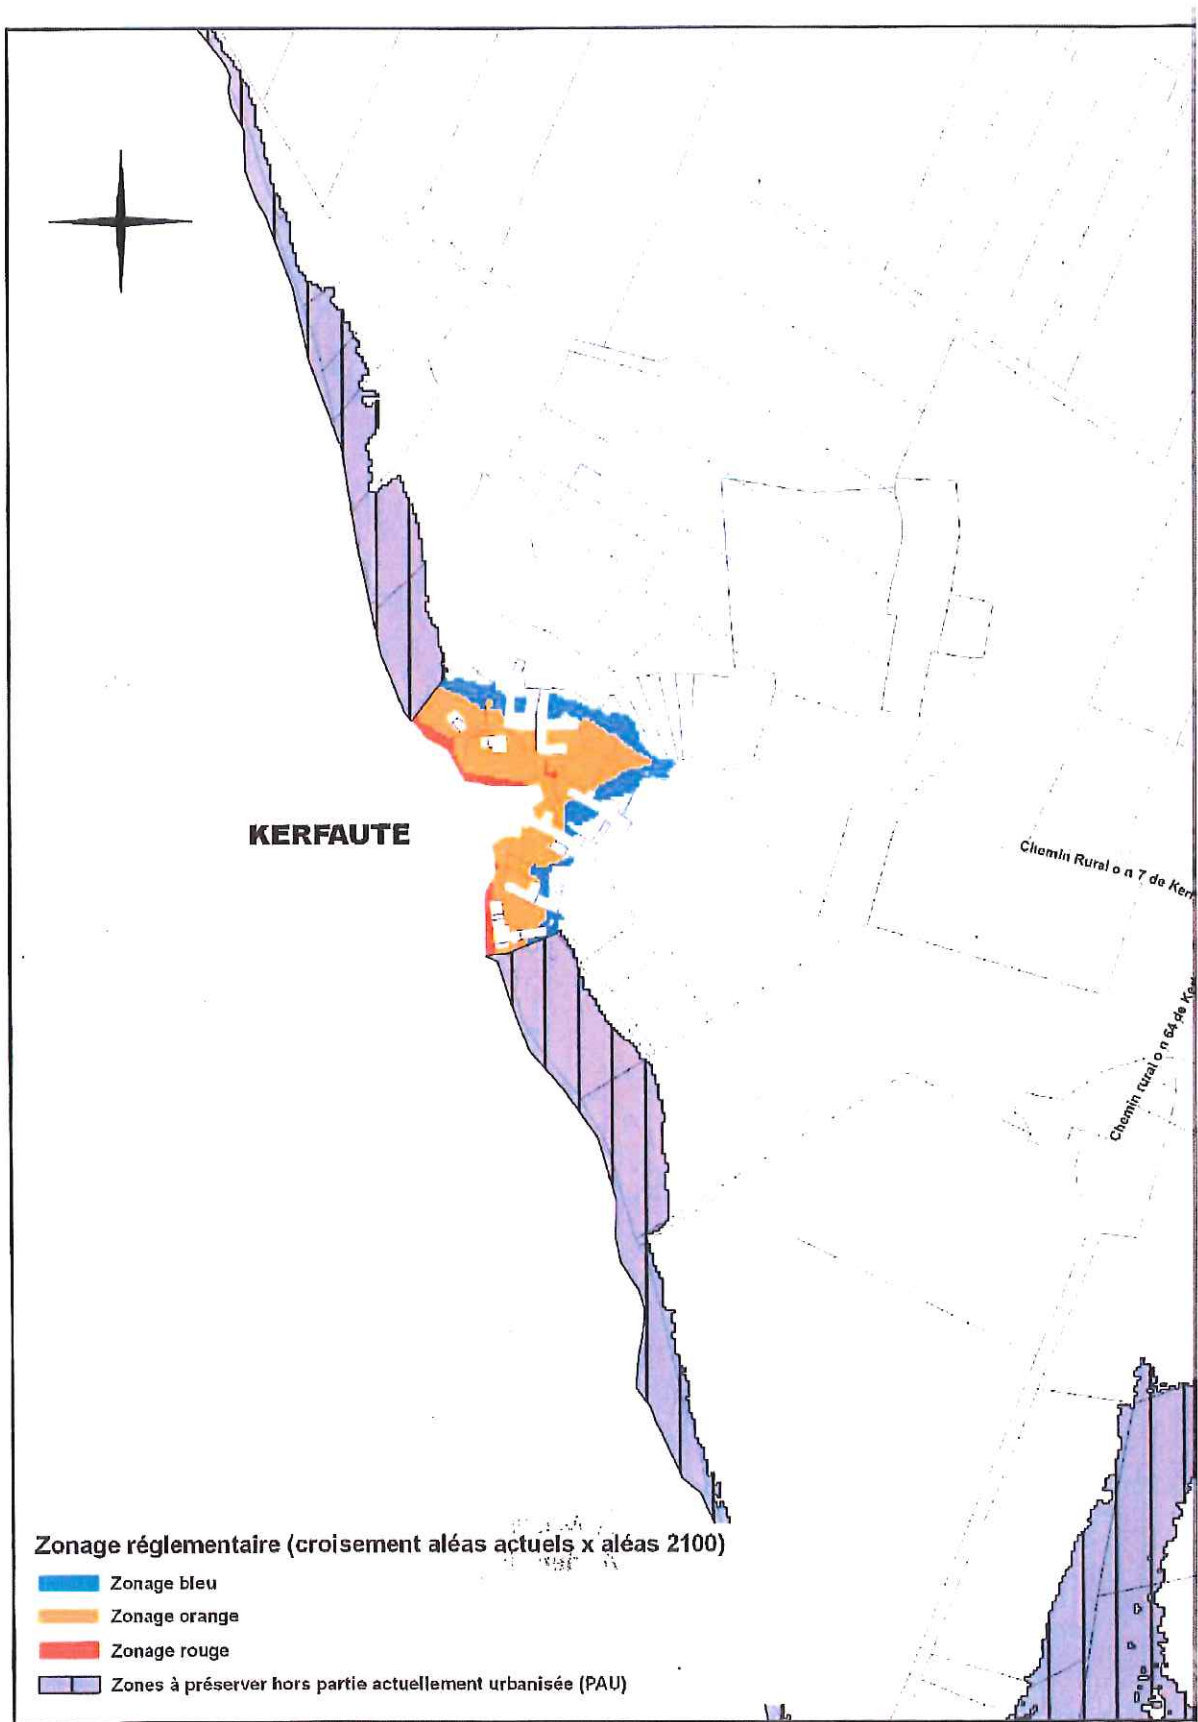 KERFAUTE
Chemin Rural o n 7 de Ker
Chemin rural o n 64 de Ke
Zonage réglementaire (croisement aléas actuels x aléas 2100)
Zonage bleu
Zonage orange
Zonage rouge
Zones à préserver hors partie actuellement urbanisée (PAU)